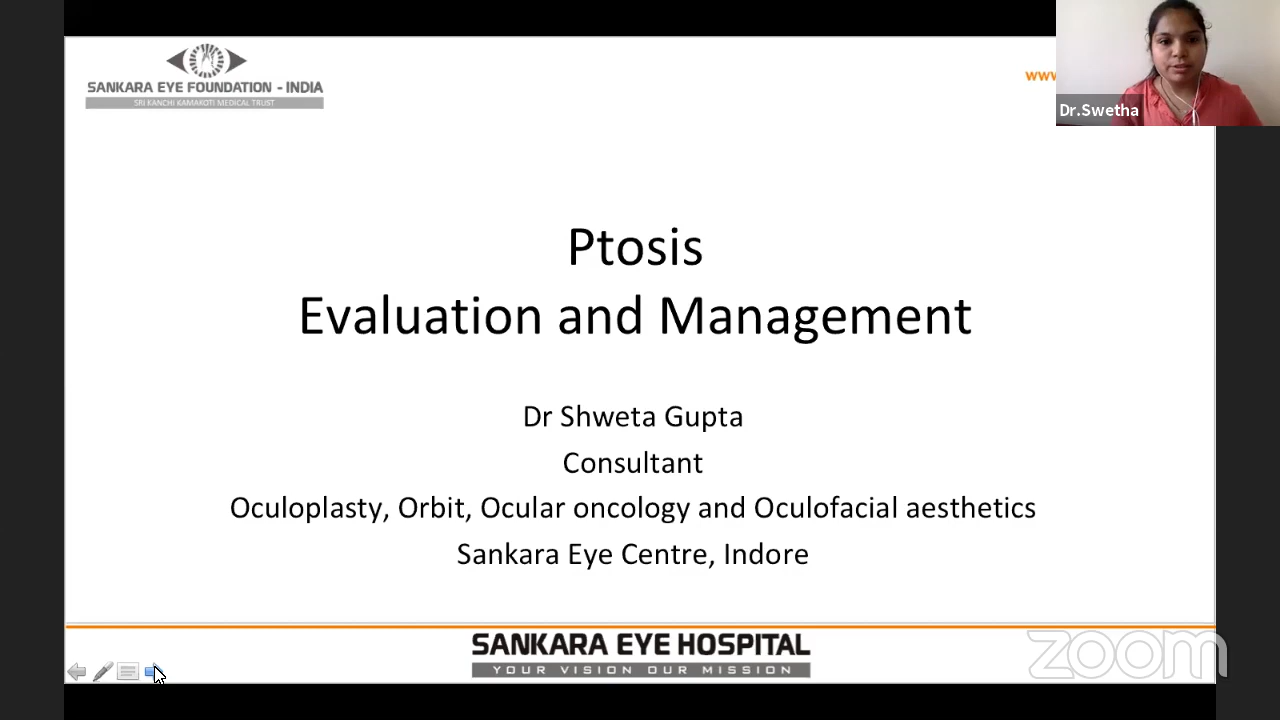 SANKARA EYE FOUNDATION - INDIA
SRI KANCHI KAMAKOTI MEDICAL TRUST
www
Dr.Swetha
Ptosis
Evaluation and Management
Dr Shweta Gupta
Consultant
Oculoplasty, Orbit, Ocular oncology and Oculofacial aesthetics
Sankara Eye Centre, Indore
SANKARA EYE HOSPITAL
YOUR VISION OUR MISSION
zoom